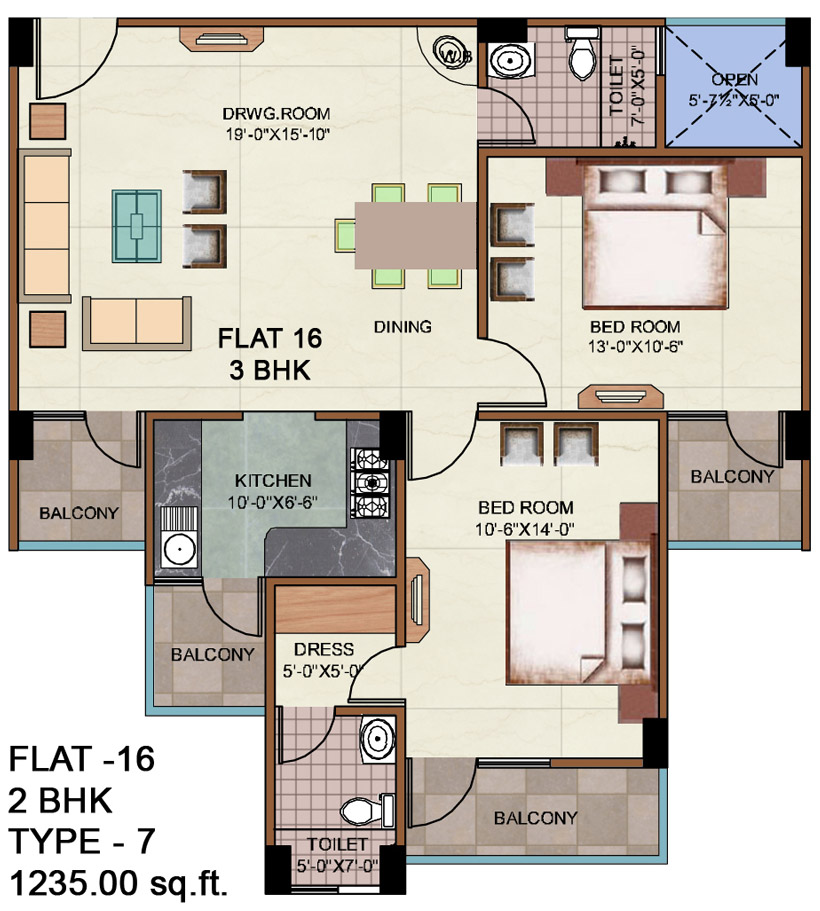 W.B
TOILET
7'-0"X5'-0"
OPEN
5'-7½"X5'-0"
DRWG.ROOM
19'-0"X15'-10"
DINING
BED ROOM
13'-0"X10'-6"
FLAT 16
3 BHK
BALCONY
KITCHEN
10'-0"X6'-6"
BED ROOM
10'-6"X14'-0"
BALCONY
BALCONY
DRESS
5'-0"X5'-0"
BALCONY
TOILET
5'-0"X7'-0"
FLAT -16
2 BHK
TYPE - 7
1235.00 sq.ft.